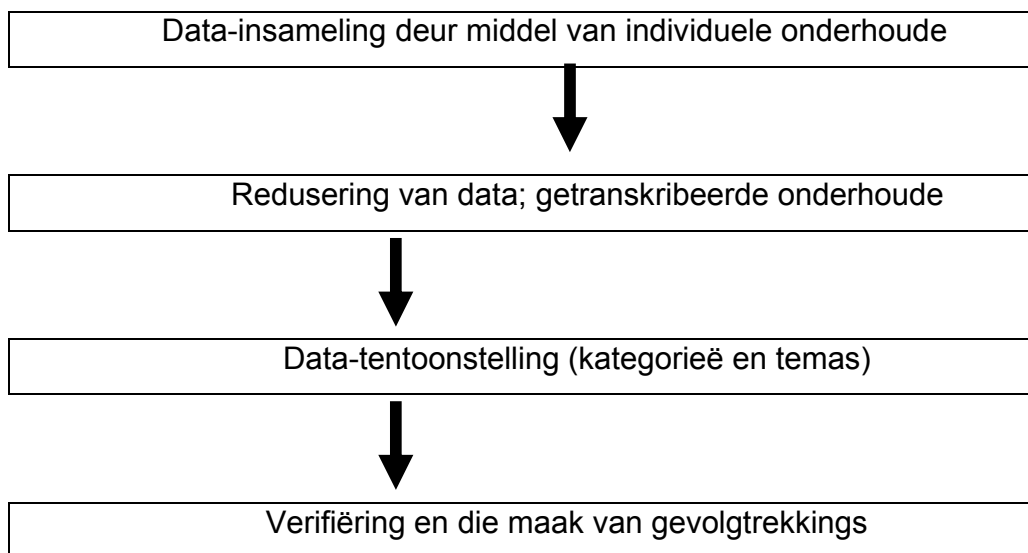 Data-insameling deur middel van individuele onderhoude
Redusering van data; getranskribeerde onderhoude
Data-tentoonstelling (kategorieë en temas)
Verifiëring en die maak van gevolgtrekkings